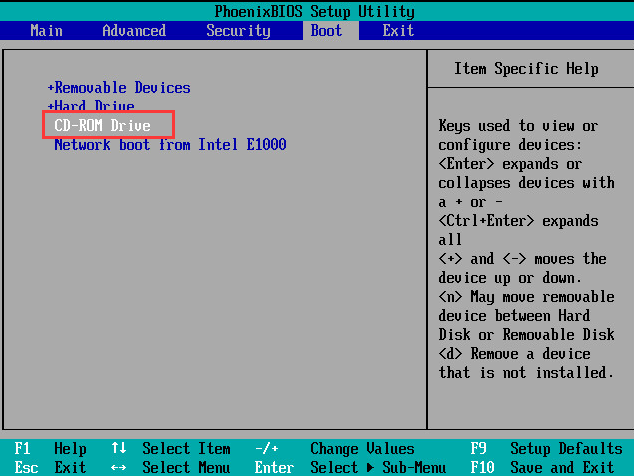 PhoenixBIOS Setup Utility
Main Advanced Security Boot Exit
+Removable Devices
+Hard Drive
CD-ROM Drive
Network boot from Intel E1000
Item Specific Help
Keys used to view or
configure devices:
<Enter> expands or
collapses devices with
a + or -
<Ctrl+Enter> expands
all
<+> and <-> moves the
device up or down.
<n> May move removable
device between Hard
Disk or Removable Disk
<d> Remove a device
that is not installed.
F1 Help ↑↓ Select Item -/+ Change Values F9 Setup Defaults
Esc Exit ↔ Select Menu Enter Select ▶ Sub-Menu F10 Save and Exit